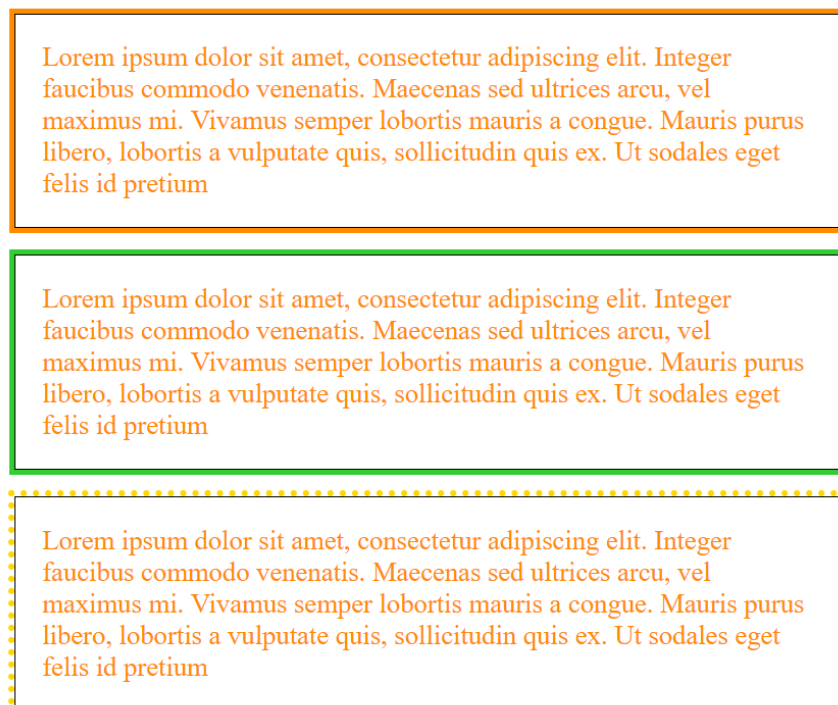 Lorem ipsum dolor sit amet, consectetur adipiscing elit. Integer
faucibus commodo venenatis. Maecenas sed ultrices arcu, vel
maximus mi. Vivamus semper lobortis mauris a congue. Mauris purus
libero, lobortis a vulputate quis, sollicitudin quis ex. Ut sodales eget
felis id pretium
Lorem ipsum dolor sit amet, consectetur adipiscing elit. Integer
faucibus commodo venenatis. Maecenas sed ultrices arcu, vel
maximus mi. Vivamus semper lobortis mauris a congue. Mauris purus
libero, lobortis a vulputate quis, sollicitudin quis ex. Ut sodales eget
felis id pretium
Lorem ipsum dolor sit amet, consectetur adipiscing elit. Integer
faucibus commodo venenatis. Maecenas sed ultrices arcu, vel
maximus mi. Vivamus semper lobortis mauris a congue. Mauris purus
libero, lobortis a vulputate quis, sollicitudin quis ex. Ut sodales eget
felis id pretium